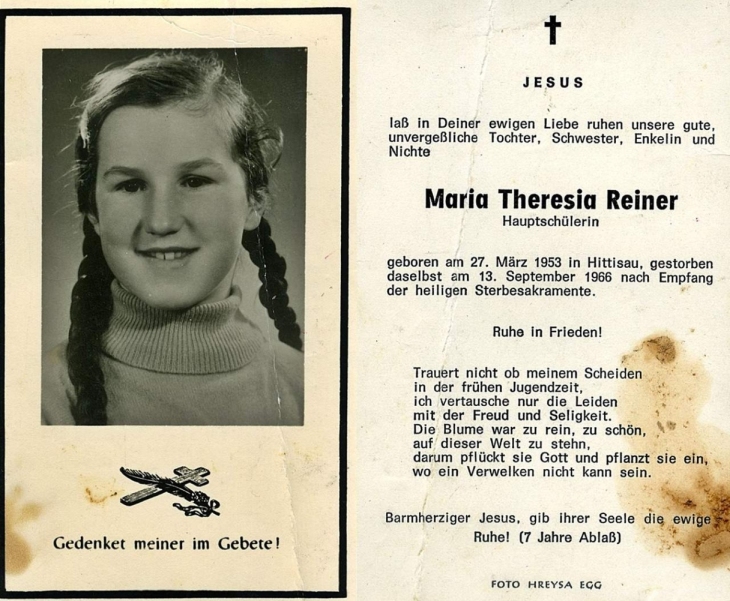 Gedenket meiner im Gebete!
JESUS
laß in Deiner ewigen Liebe ruhen unsere gute,
unvergeßliche Tochter, Schwester, Enkelin und
Nichte
Maria Theresia Reiner
Hauptschülerin
geboren am 27. März 1953 in Hittisau, gestorben
daselbst am 13. September 1966 nach Empfang
der heiligen Sterbesakramente.
Ruhe in Frieden!
Trauert nicht ob meinem Scheiden
in der frühen Jugendzeit,
ich vertausche nur die Leiden
mit der Freud und Seligkeit.
Die Blume war zu rein, zu schön,
auf dieser Welt zu stehn,
darum pflückt sie Gott und pflanzt sie ein,
wo ein Verwelken nicht kann sein.
Barmherziger Jesus, gib ihrer Seele die ewige
Ruhe! (7 Jahre Ablaß)
FOTO HREYSA EGG